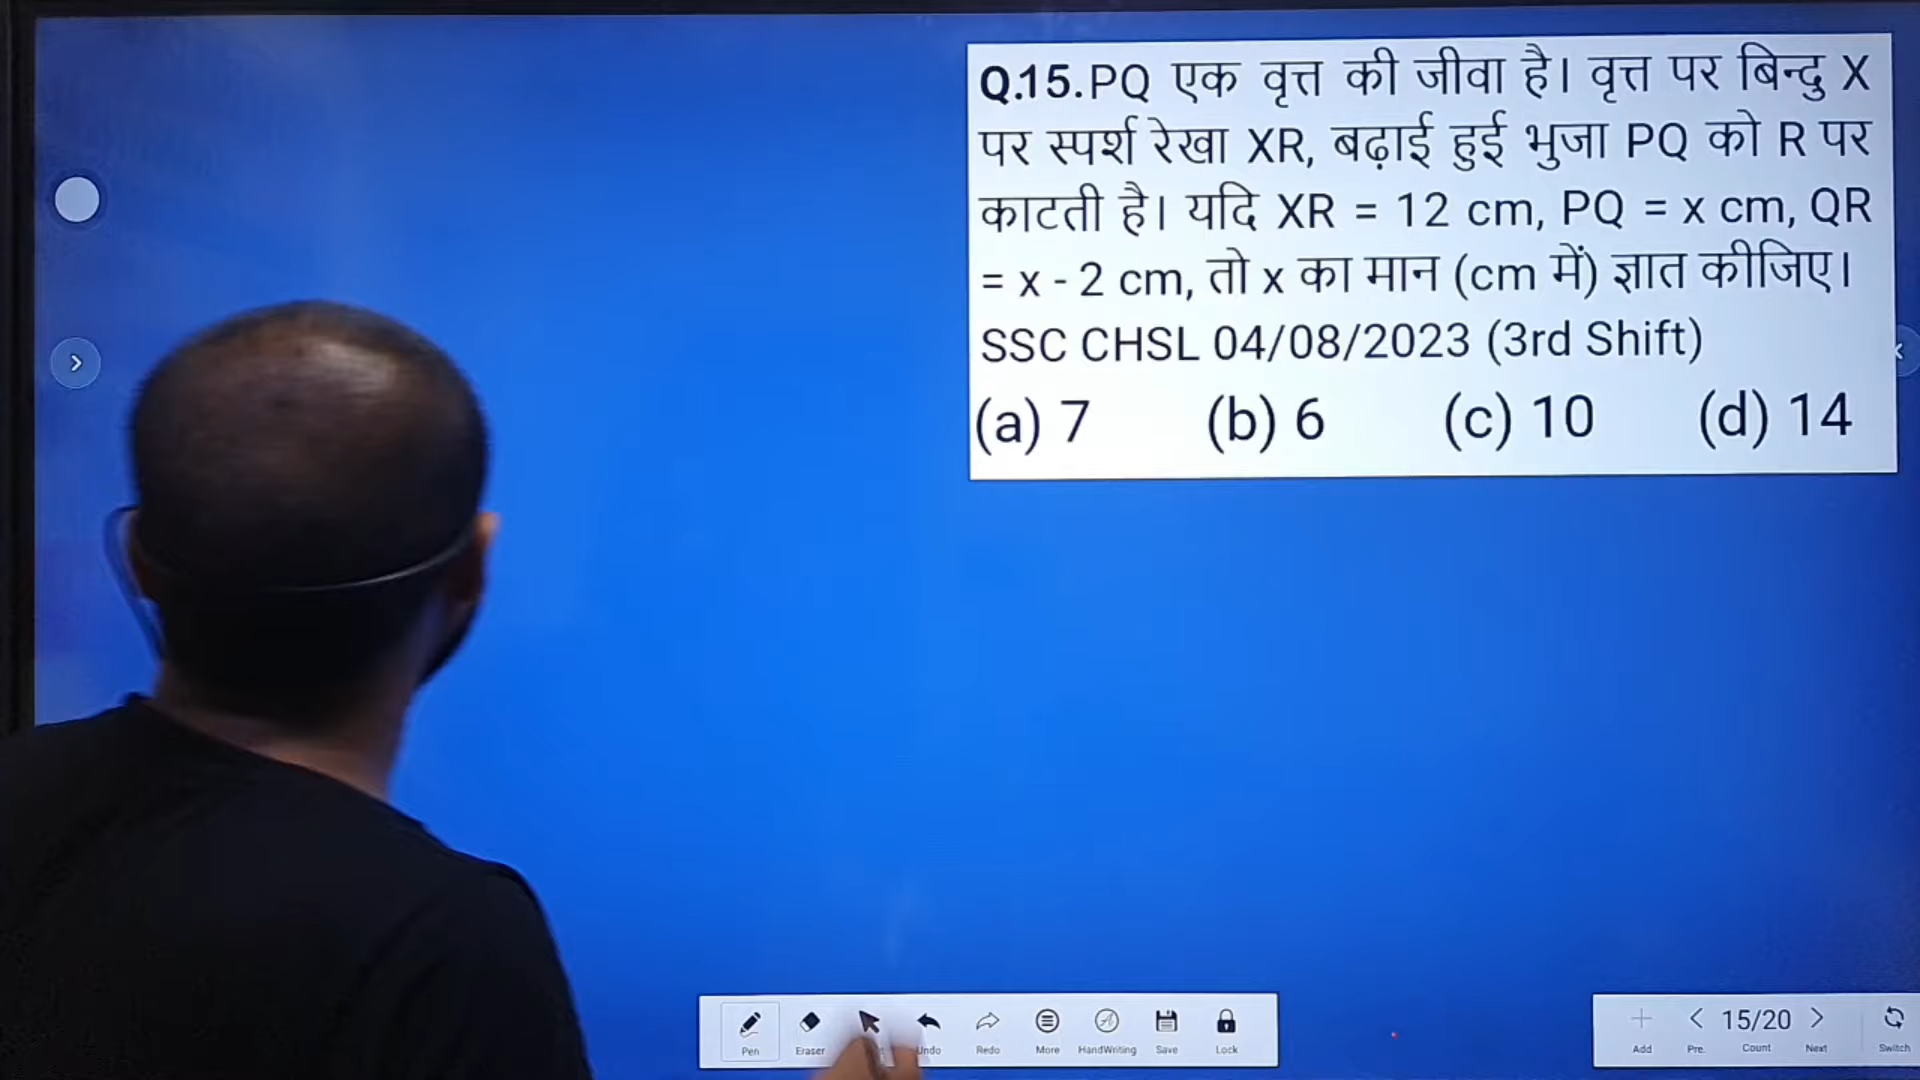 Q.15.PQ एक वृत्त की जीवा है। वृत्त पर बिन्दु X
पर स्पर्श रेखा XR, बढ़ाई हुई भुजा PQ को R पर
काटती है। यदि XR = 12 cm, PQ = x cm, QR
= x - 2 cm, तो x का मान (cm में) ज्ञात कीजिए।
SSC CHSL 04/08/2023 (3rd Shift)
(a) 7 (b) 6 (c) 10 (d) 14
Pen Eraser Undo Redo More HandWriting Save Lock
15/20
Add Pre. Count Next Switch